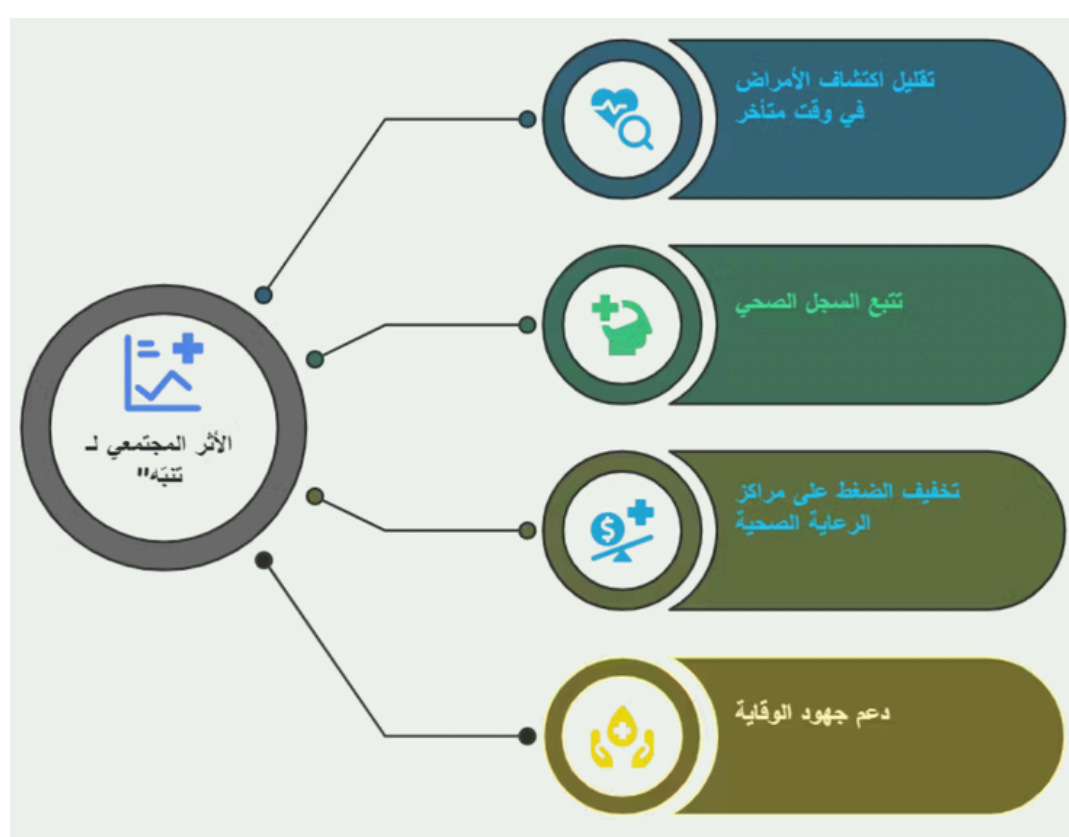 الأثر المجتمعي لـ
تنبّه"
تقليل اكتشاف الأمراض
في وقت متأخر
تتبع السجل الصحي
تخفيف الضغط على مراكز
الرعاية الصحية
دعم جهود الوقاية